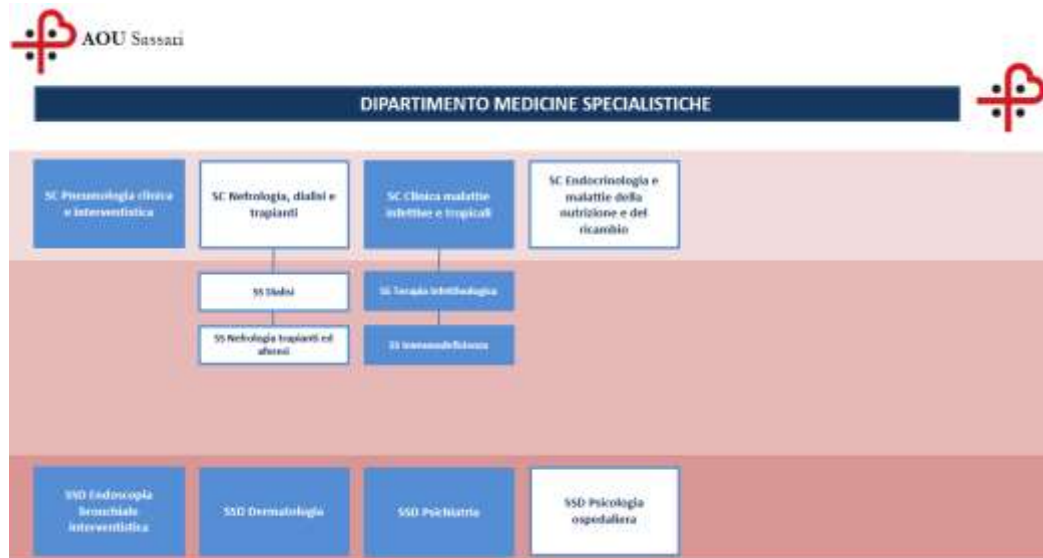 AOU Sassari
DIPARTIMENTO MEDICINE SPECIALISTICHE
SC Pneumologia clinica
e interventistica
SC Nefrologia, dialisi e
trapianti
SC Clinica malattie
infettive e tropicali
SC Endocrinologia e
malattie della
nutrizione e del
ricambio
SS Dialisi
SS Nefrologia trapianti ed
aferesi
SS Terapia infettivologica
SS Immunodeficienza
SSD Endoscopia
bronchiale
interventistica
SSD Dermatologia
SSD Psichiatria
SSD Psicologia
ospedaliera